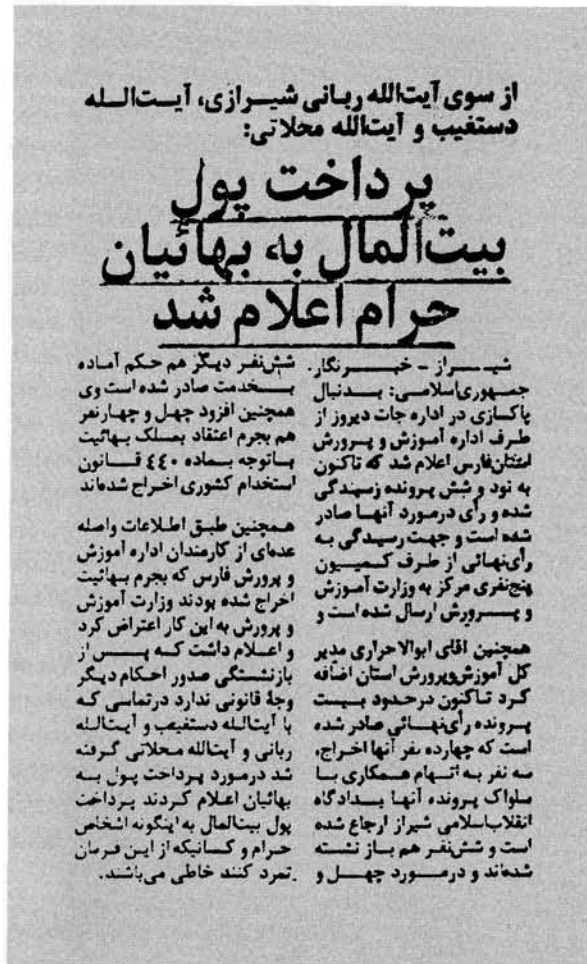 از سوی آیت‌الله ربانی شیرازی، آیت‌الله
دستغیب و آیت‌الله محلاتی:
پرداخت پول
بیت‌المال به بهائیان
حرام اعلام شد
شیراز - خبرنگار
جمهوری‌اسلامی: بدنبال
پاکسازی در اداره جات دیروز از
طرف اداره آموزش و پرورش
استان‌فارس اعلام شد که تاکنون
به نود و شش پرونده رسیدگی
شده و رأی درمورد آنها صادر
شده است و جهت رسیدگی به
رأی‌نهائی از طرف کمیسیون
پنج‌نفری مرکز به وزارت آموزش
و پرورش ارسال شده است و
همچنین آقای ابوالاحراری مدیر
کل آموزش‌وپرورش استان اضافه
کرد تاکنون درحدود بیست
پرونده رأی‌نهائی صادر شده
است که چهارده نفر آنها اخراج،
سه نفر به اتهام همکاری با
ساواک پرونده آنها بدادگاه
انقلاب‌اسلامی شیراز ارجاع شده
است و شش‌نفر هم باز نشسته
شده‌اند و درمورد چهل و
شش‌نفر دیگر هم حکم آماده
بخدمت صادر شده است وی
همچنین افزود چهل و چهارنفر
هم بجرم اعتقاد بمسلک بهائیت
باتوجه بماده ٤٤٠ قانون
استخدام کشوری اخراج شده‌اند
همچنین طبق اطلاعات واصله
عده‌ای از کارمندان اداره آموزش
و پرورش فارس که بجرم بهائیت
اخراج شده بودند وزارت آموزش
و پرورش به این کار اعتراض کرد
و اعلام داشت که پس از
بازنشستگی صدور احکام دیگر
وجهٔ قانونی ندارد درتماسی که
با آیت‌الله دستغیب و آیت‌الله
ربانی و آیت‌الله محلاتی گرفته
شد درمورد پرداخت پول به
بهائیان اعلام کردند پرداخت
پول بیت‌المال به اینگونه اشخاص
حرام و کسانیکه از این فرمان
تمرد کنند خاطی می‌باشند.